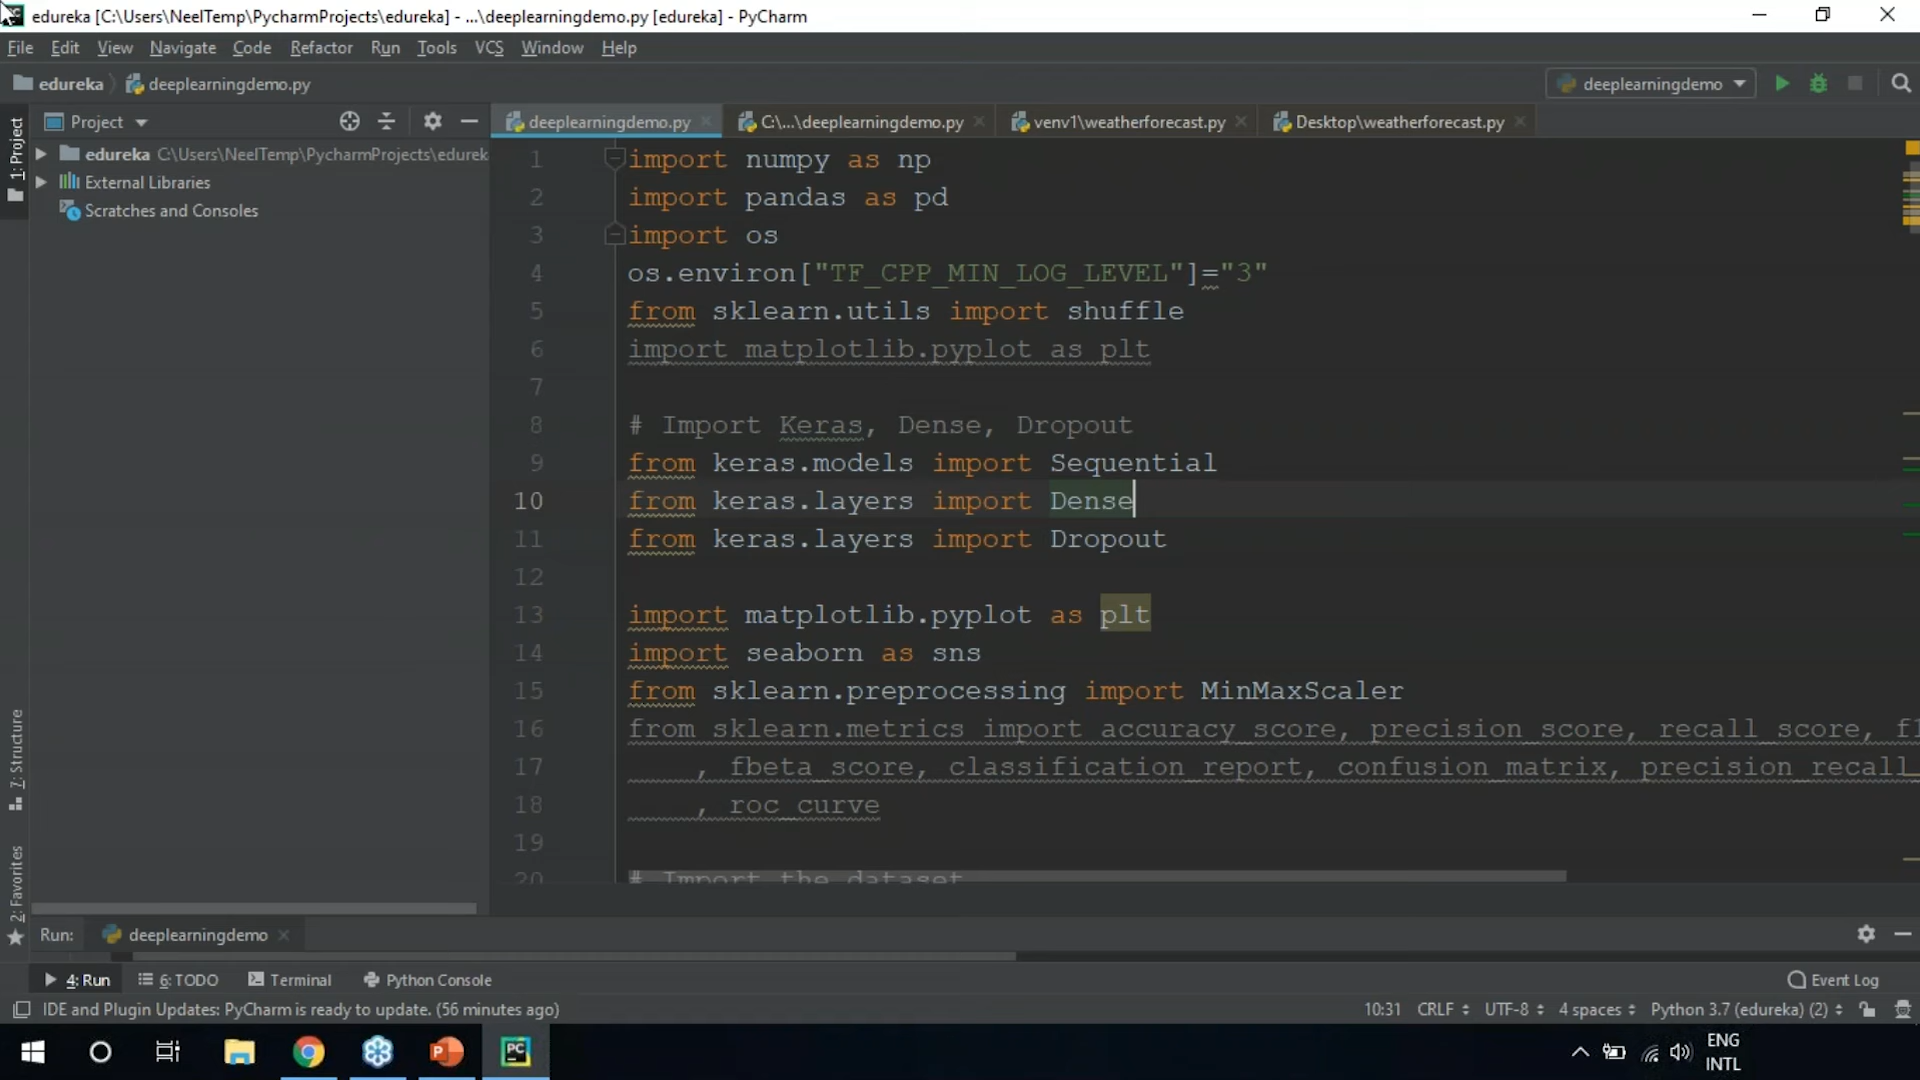 edureka [C:\Users\NeelTemp\PycharmProjects\edureka] - ...\deeplearningdemo.py [edureka] - PyCharm
File Edit View Navigate Code Refactor Run Tools VCS Window Help
edureka deeplearningdemo.py deeplearningdemo
Project deeplearningdemo.py C:\...\deeplearningdemo.py venv1\weatherforecast.py Desktop\weatherforecast.py
1: Project
edureka C:\Users\NeelTemp\PycharmProjects\edurek
External Libraries
Scratches and Consoles
7: Structure
2: Favorites
1 import numpy as np
2 import pandas as pd
3 import os
4 os.environ["TF_CPP_MIN_LOG_LEVEL"]="3"
5 from sklearn.utils import shuffle
6 import matplotlib.pyplot as plt
7
8 # Import Keras, Dense, Dropout
9 from keras.models import Sequential
10 from keras.layers import Dense
11 from keras.layers import Dropout
12
13 import matplotlib.pyplot as plt
14 import seaborn as sns
15 from sklearn.preprocessing import MinMaxScaler
16 from sklearn.metrics import accuracy_score, precision_score, recall_score, f1
17 , fbeta_score, classification_report, confusion_matrix, precision_recall_
18 , roc_curve
19
20 # Import the dataset
Run: deeplearningdemo
4: Run 6: TODO Terminal Python Console Event Log
IDE and Plugin Updates: PyCharm is ready to update. (56 minutes ago) 10:31 CRLF UTF-8 4 spaces Python 3.7 (edureka) (2)
ENG
INTL